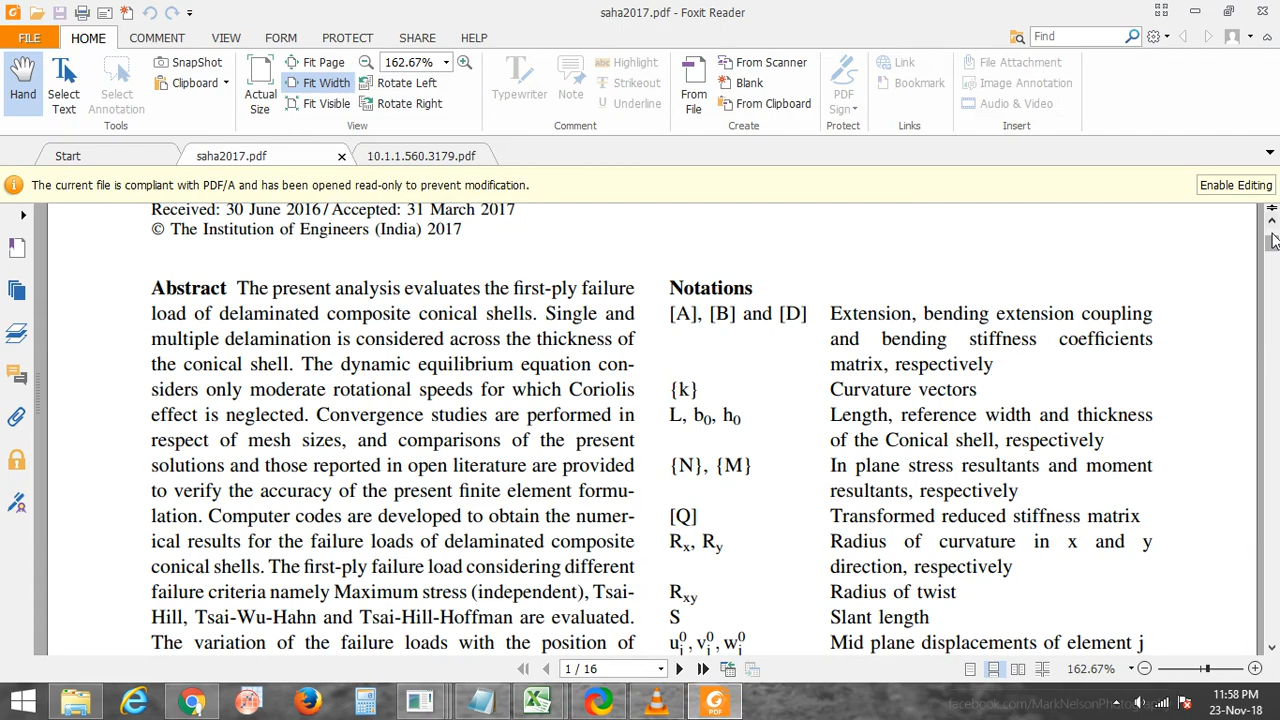 saha2017.pdf - Foxit Reader
FILE HOME COMMENT VIEW FORM PROTECT SHARE HELP
Find
Hand
Select Text
Select Annotation
SnapShot
Clipboard
Tools
Actual Size
Fit Page
Fit Width
Fit Visible
162.67%
Rotate Left
Rotate Right
View
Typewriter
Note
Highlight
Strikeout
Underline
Comment
From File
From Scanner
Blank
From Clipboard
Create
PDF Sign
Protect
Link
Bookmark
Links
File Attachment
Image Annotation
Audio & Video
Insert
Start
saha2017.pdf
10.1.1.560.3179.pdf
The current file is compliant with PDF/A and has been opened read-only to prevent modification.
Enable Editing
Received: 30 June 2016 / Accepted: 31 March 2017
© The Institution of Engineers (India) 2017
Abstract The present analysis evaluates the first-ply failure
load of delaminated composite conical shells. Single and
multiple delamination is considered across the thickness of
the conical shell. The dynamic equilibrium equation con-
siders only moderate rotational speeds for which Coriolis
effect is neglected. Convergence studies are performed in
respect of mesh sizes, and comparisons of the present
solutions and those reported in open literature are provided
to verify the accuracy of the present finite element formu-
lation. Computer codes are developed to obtain the numer-
ical results for the failure loads of delaminated composite
conical shells. The first-ply failure load considering different
failure criteria namely Maximum stress (independent), Tsai-
Hill, Tsai-Wu-Hahn and Tsai-Hill-Hoffman are evaluated.
The variation of the failure loads with the position of
Notations
[A], [B] and [D] Extension, bending extension coupling
and bending stiffness coefficients
matrix, respectively
{k} Curvature vectors
L, b0, h0 Length, reference width and thickness
of the Conical shell, respectively
{N}, {M} In plane stress resultants and moment
resultants, respectively
[Q] Transformed reduced stiffness matrix
Rx, Ry Radius of curvature in x and y
direction, respectively
Rxy Radius of twist
S Slant length
u⁰j, v⁰j, w⁰j Mid plane displacements of element j
1 / 16
162.67%
facebook.com/MarkNelsonPhotogra
11:58 PM
23-Nov-18